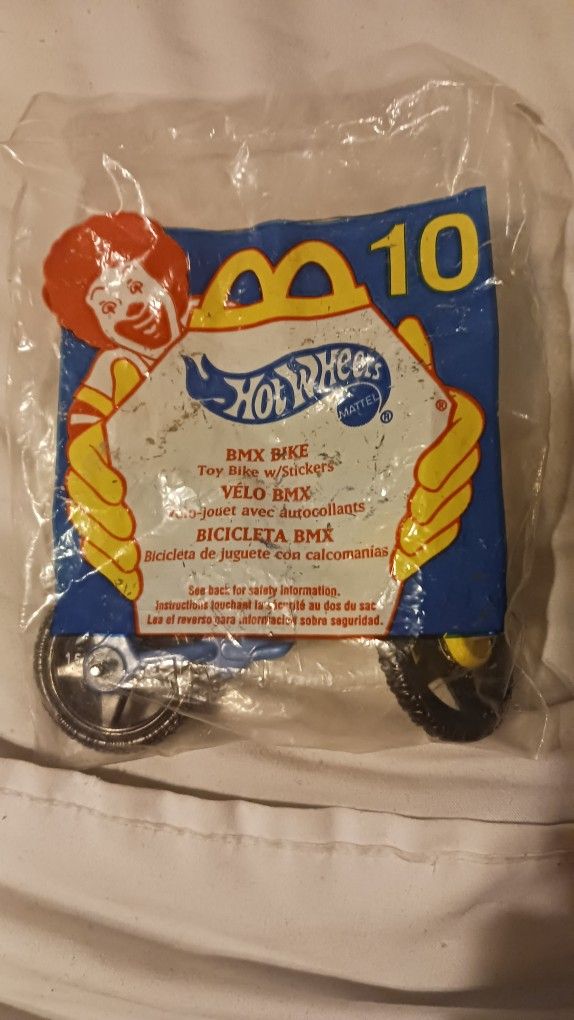 10
Hot Wheels
MATTEL
®
®
BMX BIKE
Toy Bike w/Stickers
VÉLO BMX
Vélo-jouet avec autocollants
BICICLETA BMX
Bicicleta de juguete con calcomanías
See back for safety information.
Instructions touchant la sécurité au dos du sac.
Lea el reverso para información sobre seguridad.